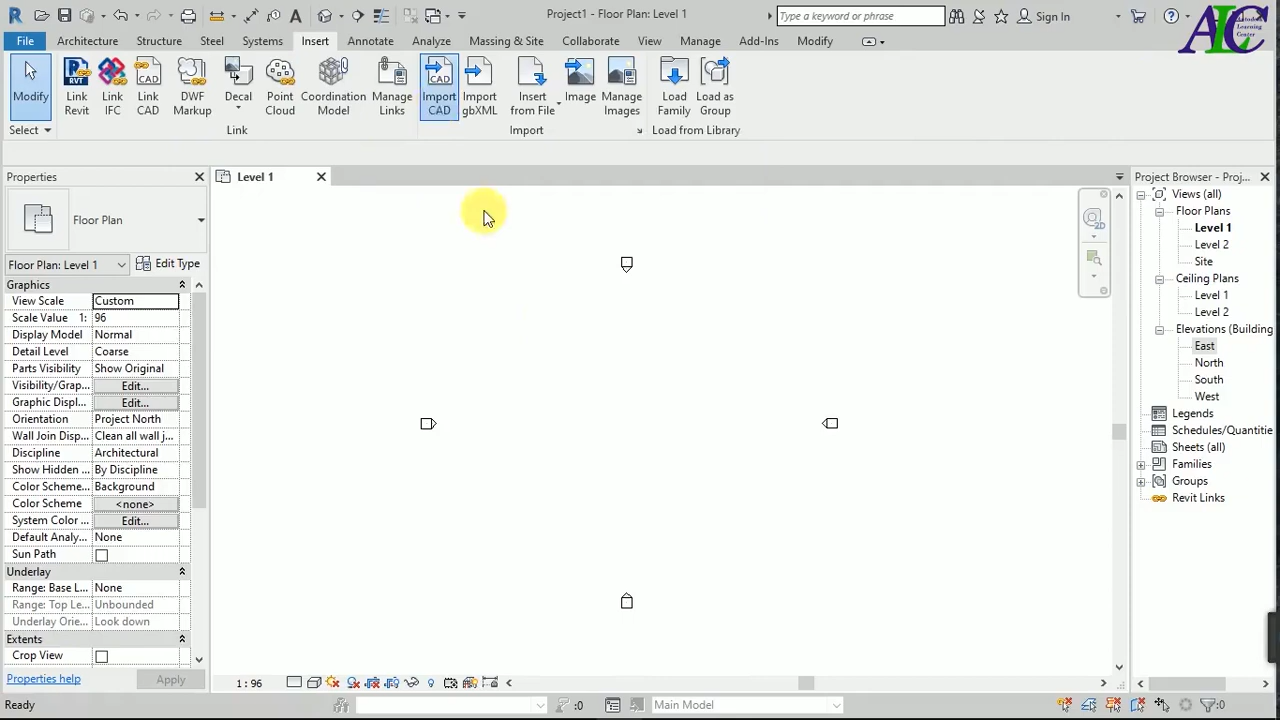 Project1 - Floor Plan: Level 1
Type a keyword or phrase
Sign In
ALC
Autodesk
Learning
Center
File Architecture Structure Steel Systems Insert Annotate Analyze Massing & Site Collaborate View Manage Add-Ins Modify
Modify
Link Revit
Link IFC
Link CAD
DWF Markup
Decal
Point Cloud
Coordination Model
Manage Links
Import CAD
Import gbXML
Insert from File
Image
Manage Images
Load Family
Load as Group
Select Link Import Load from Library
Properties
Level 1
Project Browser - Proj...
Floor Plan
Floor Plan: Level 1 Edit Type
Graphics
View Scale Custom
Scale Value 1: 96
Display Model Normal
Detail Level Coarse
Parts Visibility Show Original
Visibility/Grap... Edit...
Graphic Displ... Edit...
Orientation Project North
Wall Join Disp... Clean all wall j...
Discipline Architectural
Show Hidden ... By Discipline
Color Scheme... Background
Color Scheme <none>
System Color ... Edit...
Default Analy... None
Sun Path
Underlay
Range: Base L... None
Range: Top Le... Unbounded
Underlay Orie... Look down
Extents
Crop View
Properties help Apply
2D
Views (all)
Floor Plans
Level 1
Level 2
Site
Ceiling Plans
Level 1
Level 2
Elevations (Building
East
North
South
West
Legends
Schedules/Quantitie
Sheets (all)
Families
Groups
Revit Links
1 : 96
Ready
:0
Main Model
:0